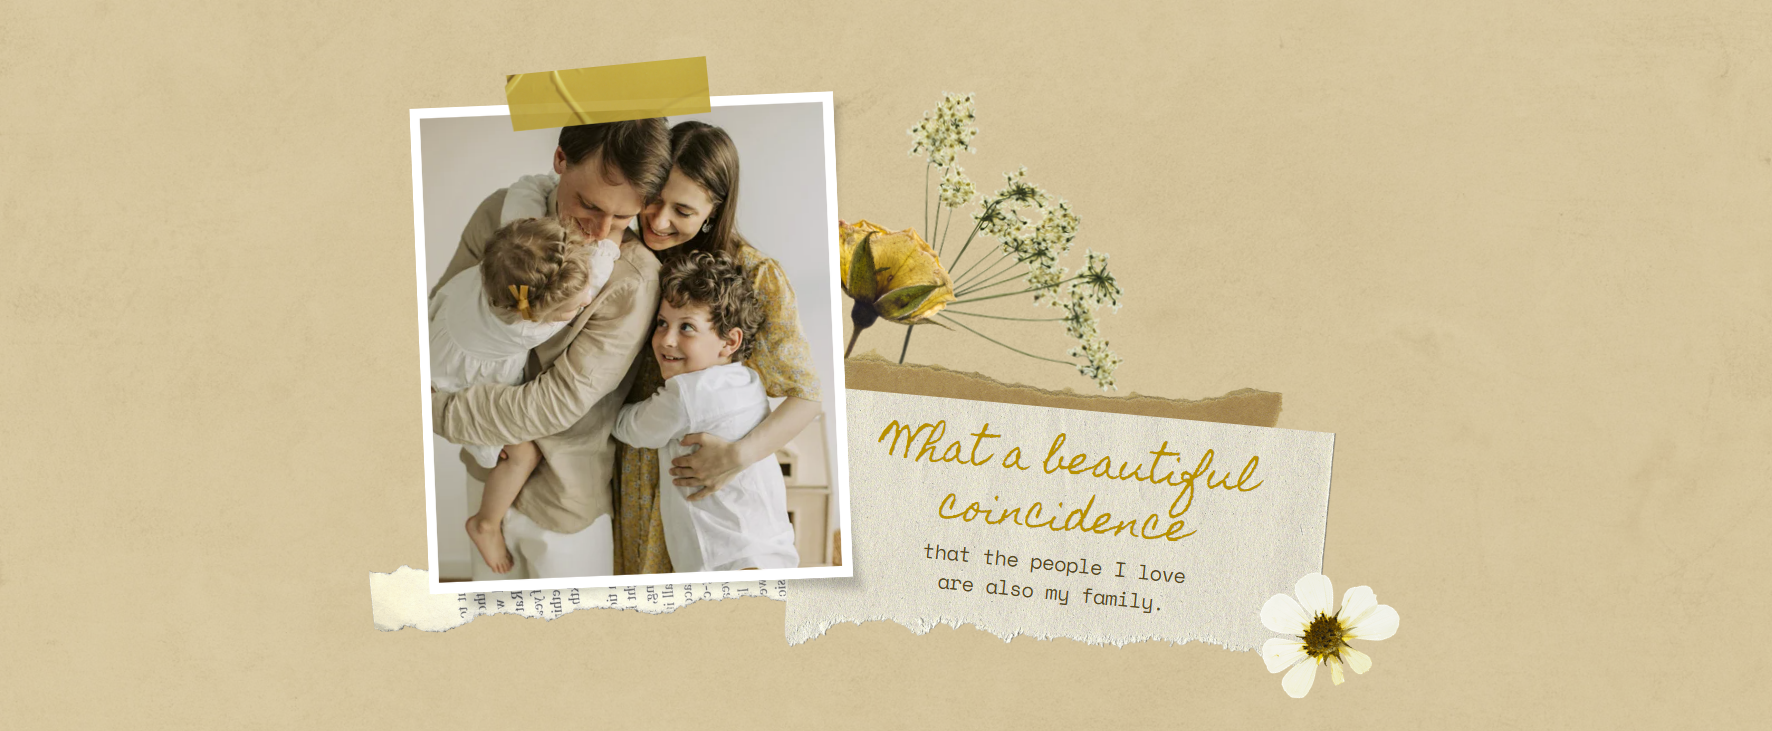 What a beautiful
coincidence
that the people I love
are also my family.